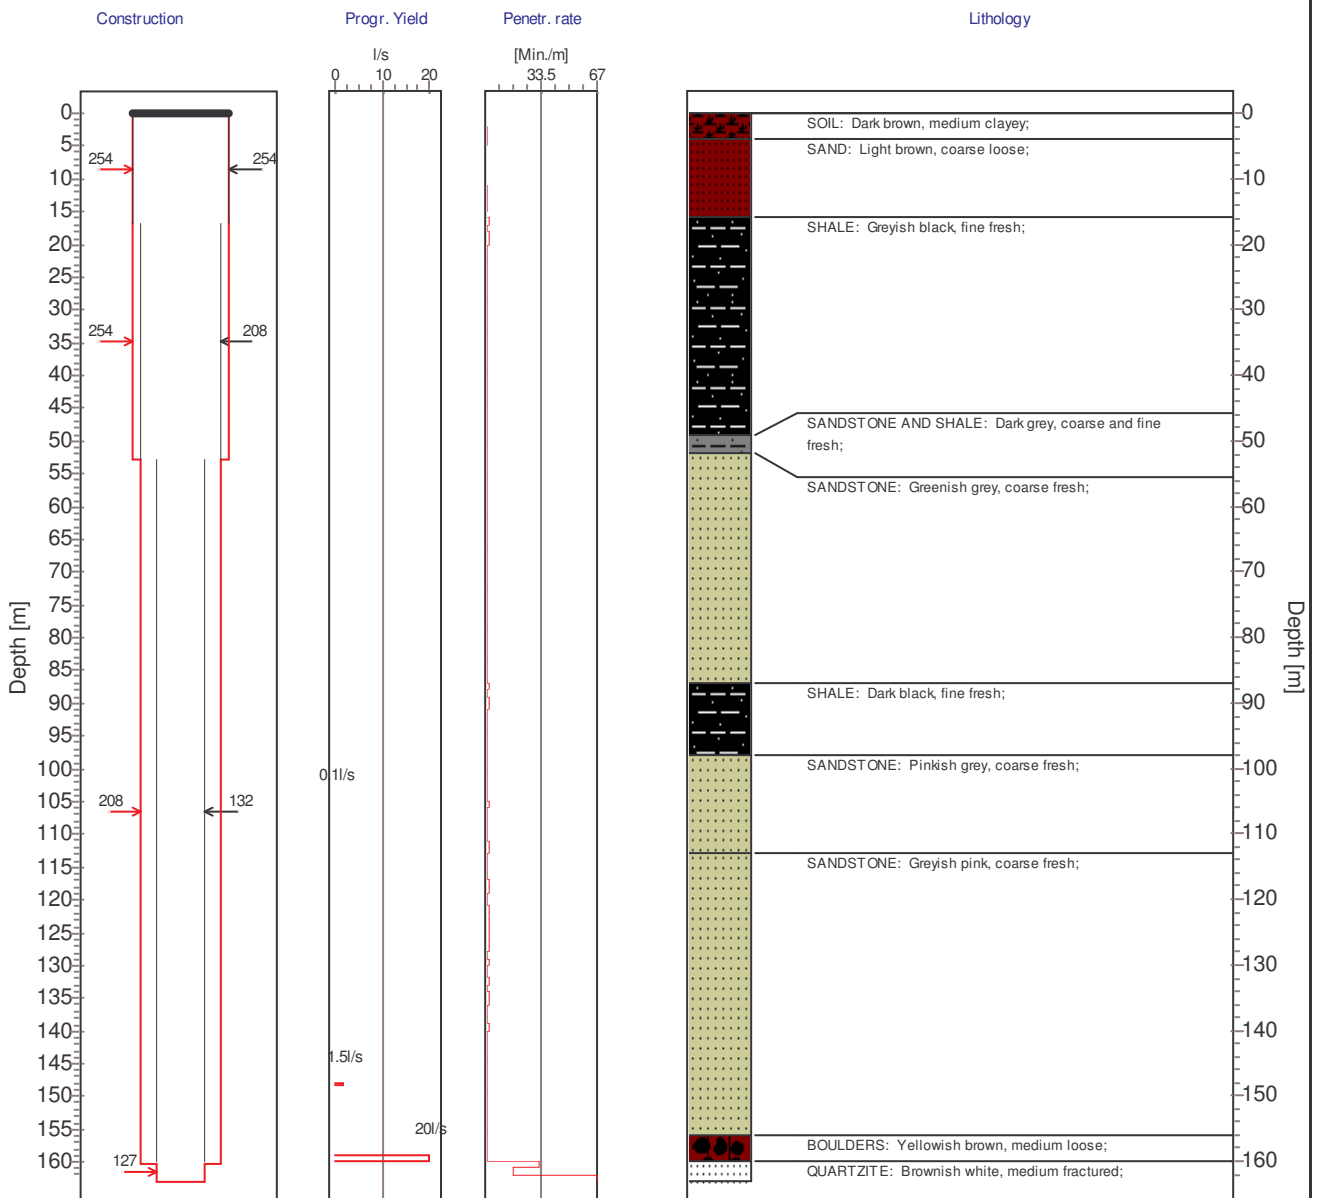 Construction
Progr. Yield
Penetr. rate
Lithology
l/s
[Min./m]
0 10 20
33.5 67
0
5
10
15
20
25
30
35
40
45
50
55
60
65
70
75
80
85
90
95
100
105
110
115
120
125
130
135
140
145
150
155
160
Depth [m]
254 254
254 208
208 132
127
0.1l/s
1.5l/s
20l/s
SOIL: Dark brown, medium clayey;
SAND: Light brown, coarse loose;
SHALE: Greyish black, fine fresh;
SANDSTONE AND SHALE: Dark grey, coarse and fine
fresh;
SANDSTONE: Greenish grey, coarse fresh;
SHALE: Dark black, fine fresh;
SANDSTONE: Pinkish grey, coarse fresh;
SANDSTONE: Greyish pink, coarse fresh;
BOULDERS: Yellowish brown, medium loose;
QUARTZITE: Brownish white, medium fractured;
0
10
20
30
40
50
60
70
80
90
100
110
120
130
140
150
160
Depth [m]